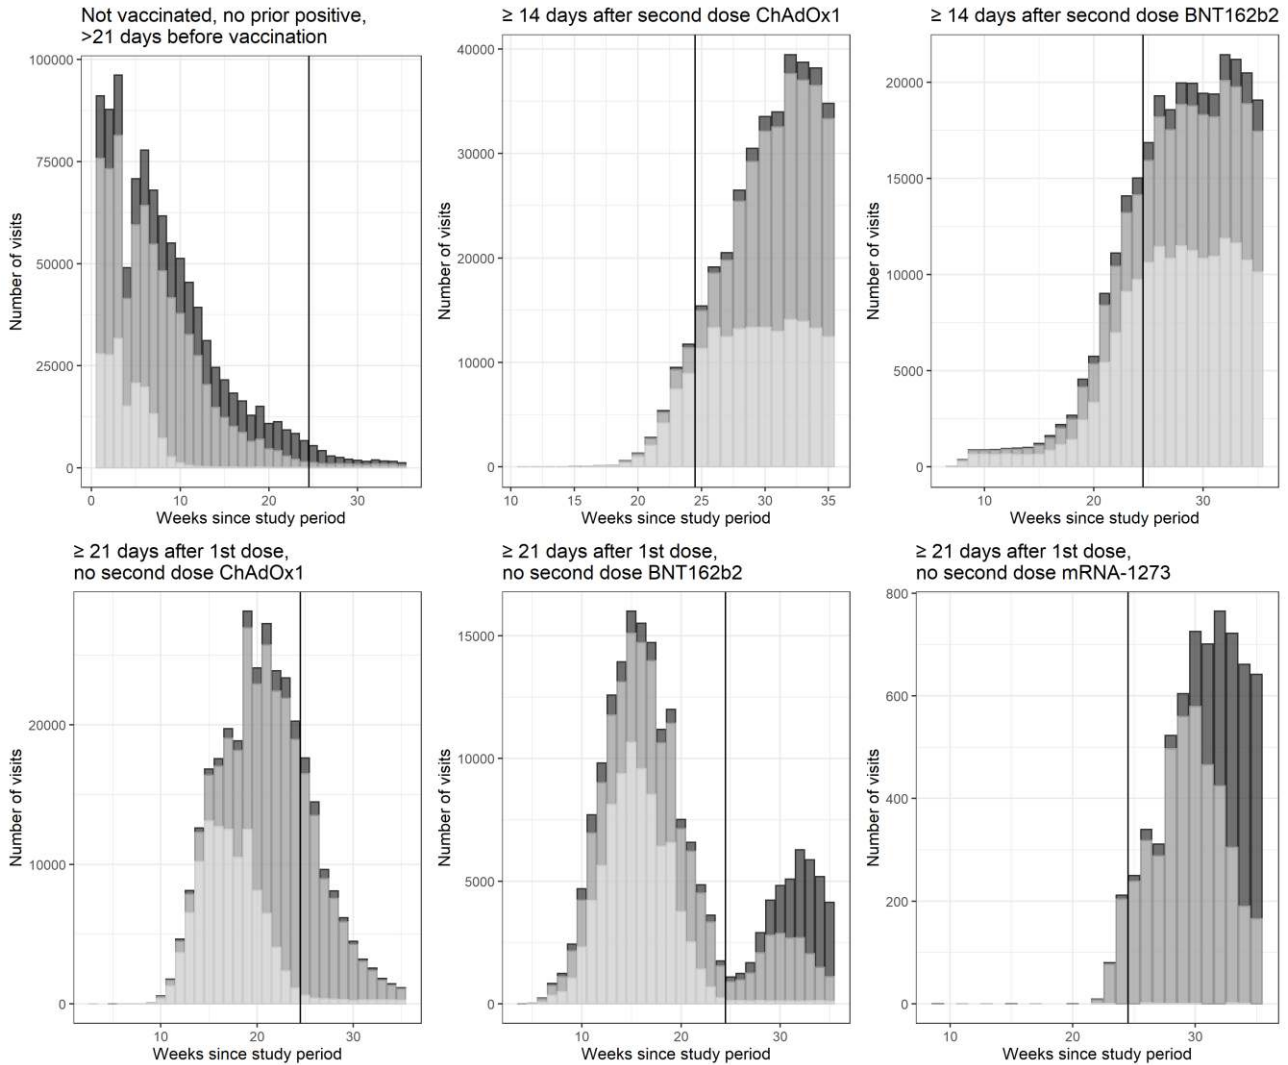 Not vaccinated, no prior positive,
>21 days before vaccination
Number of visits
100000
75000
50000
25000
0
0 10 20 30
Weeks since study period
≥ 14 days after second dose ChAdOx1
Number of visits
40000
30000
20000
10000
0
10 15 20 25 30 35
Weeks since study period
≥ 14 days after second dose BNT162b2
Number of visits
20000
15000
10000
5000
0
10 20 30
Weeks since study period
≥ 21 days after 1st dose,
no second dose ChAdOx1
Number of visits
20000
10000
0
10 20 30
Weeks since study period
≥ 21 days after 1st dose,
no second dose BNT162b2
Number of visits
15000
10000
5000
0
10 20 30
Weeks since study period
≥ 21 days after 1st dose,
no second dose mRNA-1273
Number of visits
800
600
400
200
0
10 20 30
Weeks since study period